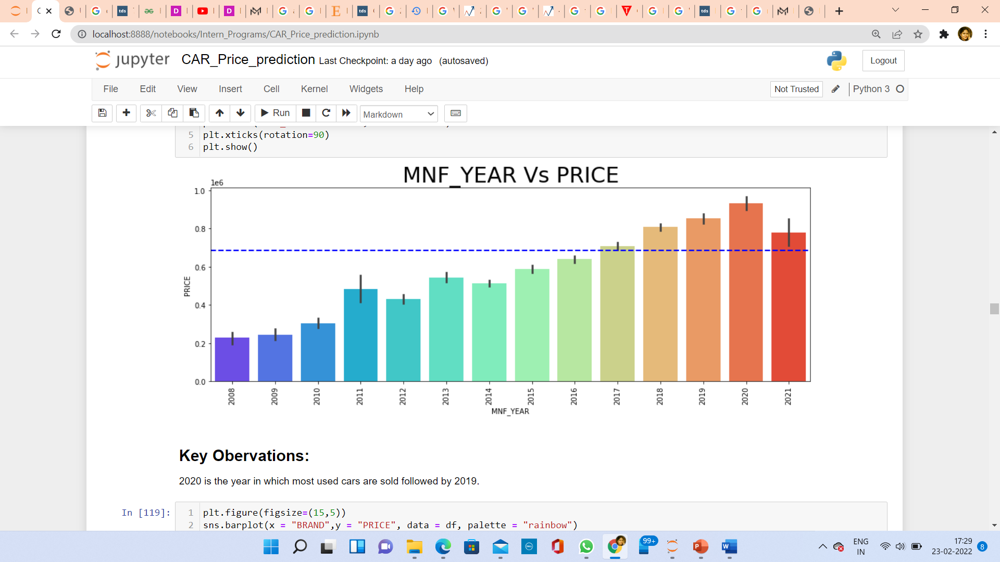 localhost:8888/notebooks/Intern_Programs/CAR_Price_prediction.ipynb
jupyter CAR_Price_prediction Last Checkpoint: a day ago (autosaved)
Logout
File Edit View Insert Cell Kernel Widgets Help
Not Trusted
Python 3
Run
Markdown
5 plt.xticks(rotation=90)
6 plt.show()
MNF_YEAR Vs PRICE
1e6
1.0
0.8
0.6
0.4
0.2
0.0
PRICE
2008 2009 2010 2011 2012 2013 2014 2015 2016 2017 2018 2019 2020 2021
MNF_YEAR
Key Obervations:
2020 is the year in which most used cars are sold followed by 2019.
In [119]:
1 plt.figure(figsize=(15,5))
2 sns.barplot(x = "BRAND",y = "PRICE", data = df, palette = "rainbow")
99+
ENG
IN
17:29
23-02-2022
8